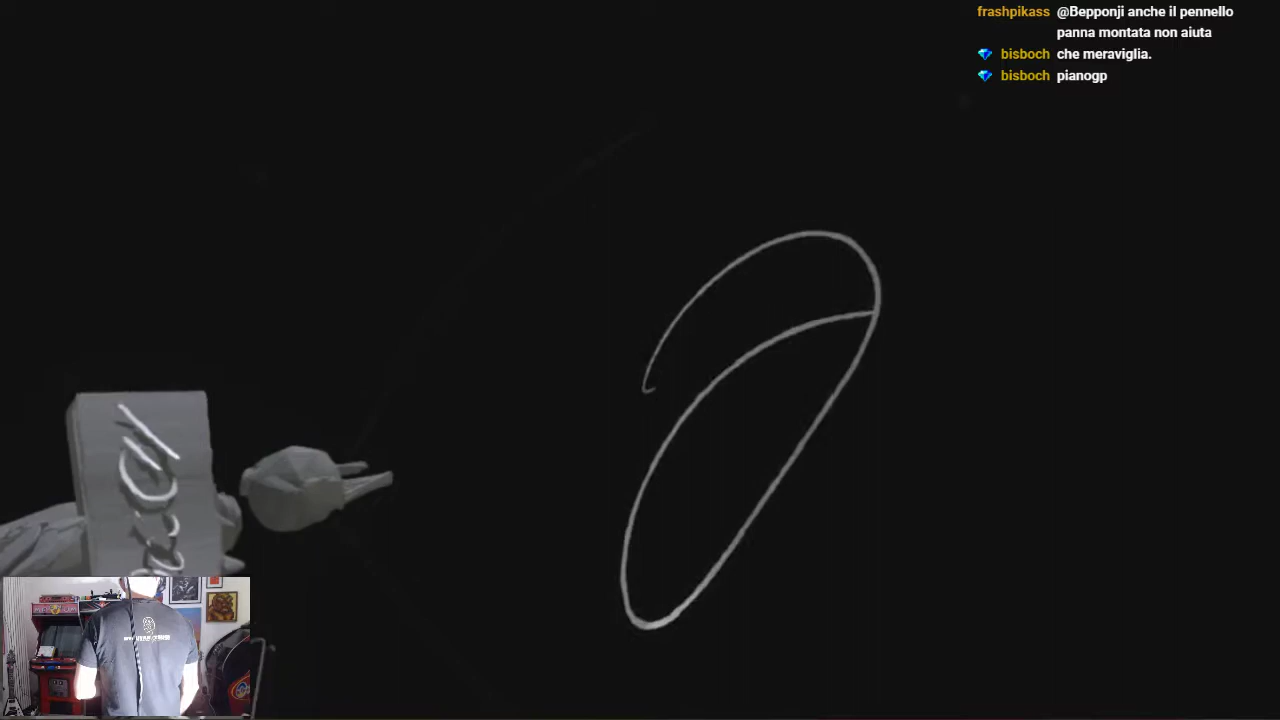 frashpikass @Bepponji anche il pennello
panna montata non aiuta
bisboch che meraviglia.
bisboch pianogp